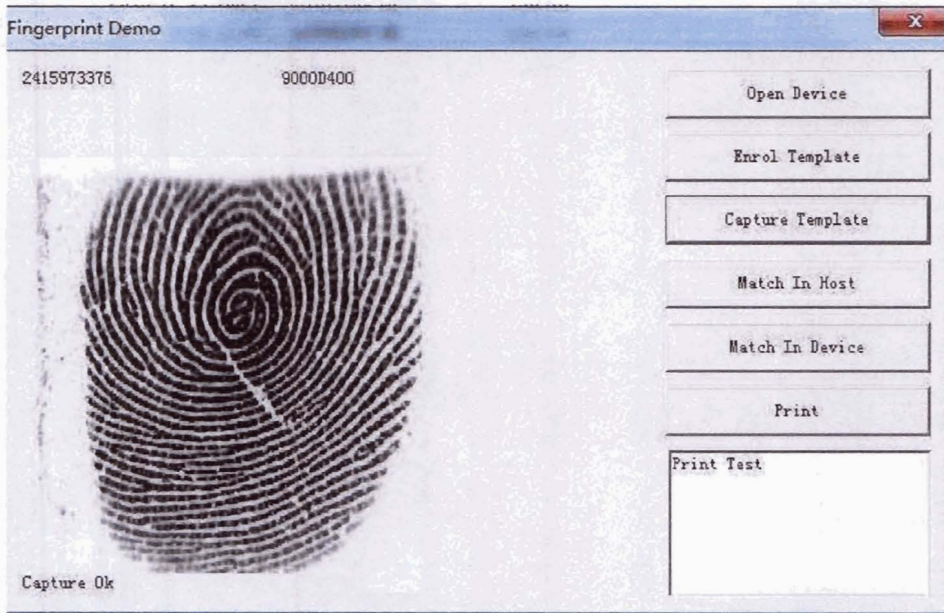 Fingerprint Demo
2415973376 9000D400
Open Device
Enrol Template
Capture Template
Match In Host
Match In Device
Print
Print Test
Capture Ok